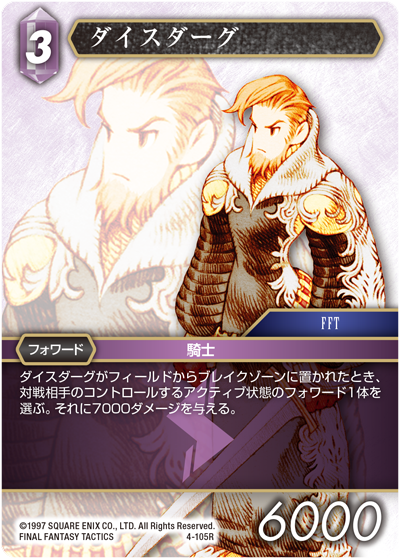 3
ダイスダーグ
FFT
フォワード
騎士
ダイスダーグがフィールドからブレイクゾーンに置かれたとき、
対戦相手のコントロールするアクティブ状態のフォワード1体を
選ぶ。それに7000ダメージを与える。
©1997 SQUARE ENIX CO., LTD. All Rights Reserved.
FINAL FANTASY TACTICS
4-105R
6000